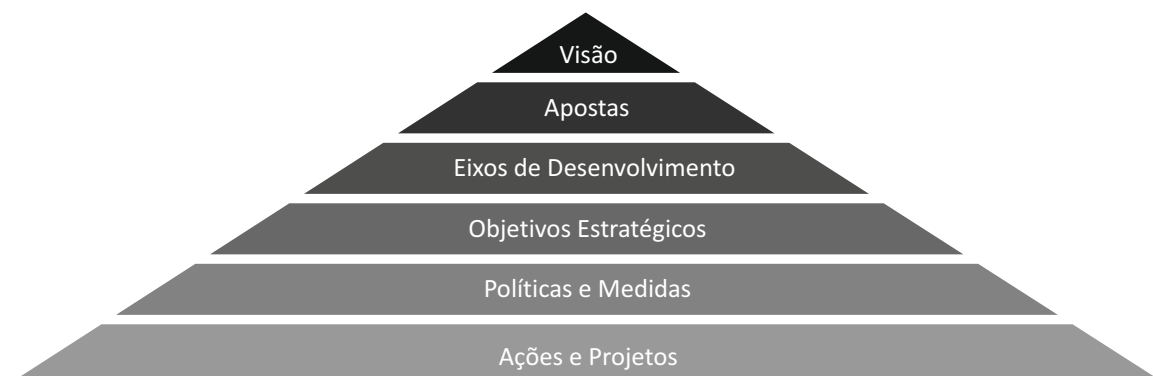 Visão
Apostas
Eixos de Desenvolvimento
Objetivos Estratégicos
Políticas e Medidas
Ações e Projetos